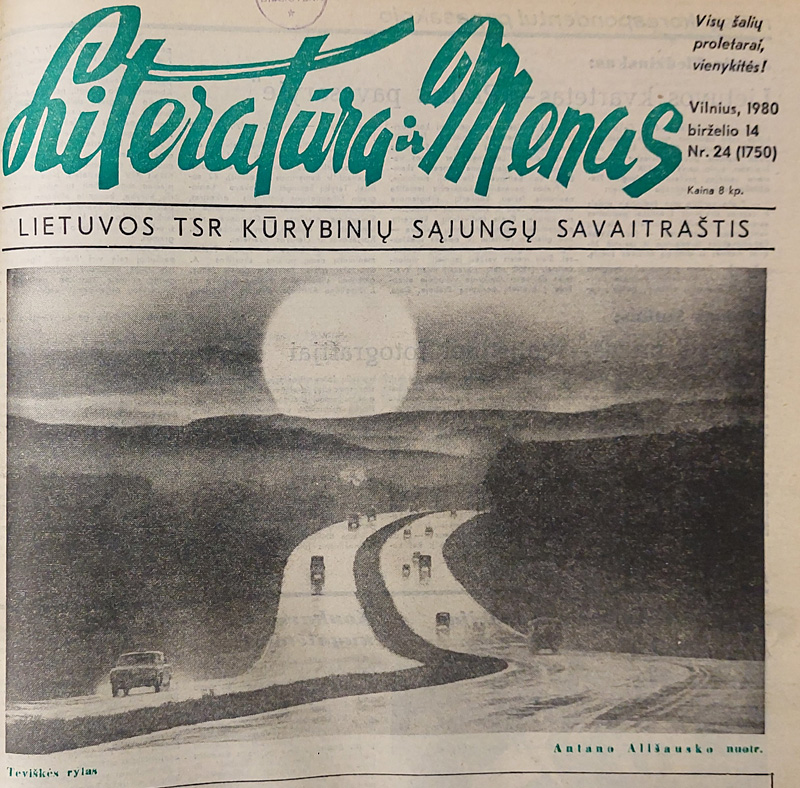 Literatūra ir Menas
Visų šalių
proletarai,
vienykitės!
Vilnius, 1980
birželio 14
Nr. 24 (1750)
Kaina 8 kp.
LIETUVOS TSR KŪRYBINIŲ SĄJUNGŲ SAVAITRAŠTIS
Antano Ališausko nuotr.
Tėviškės rytas